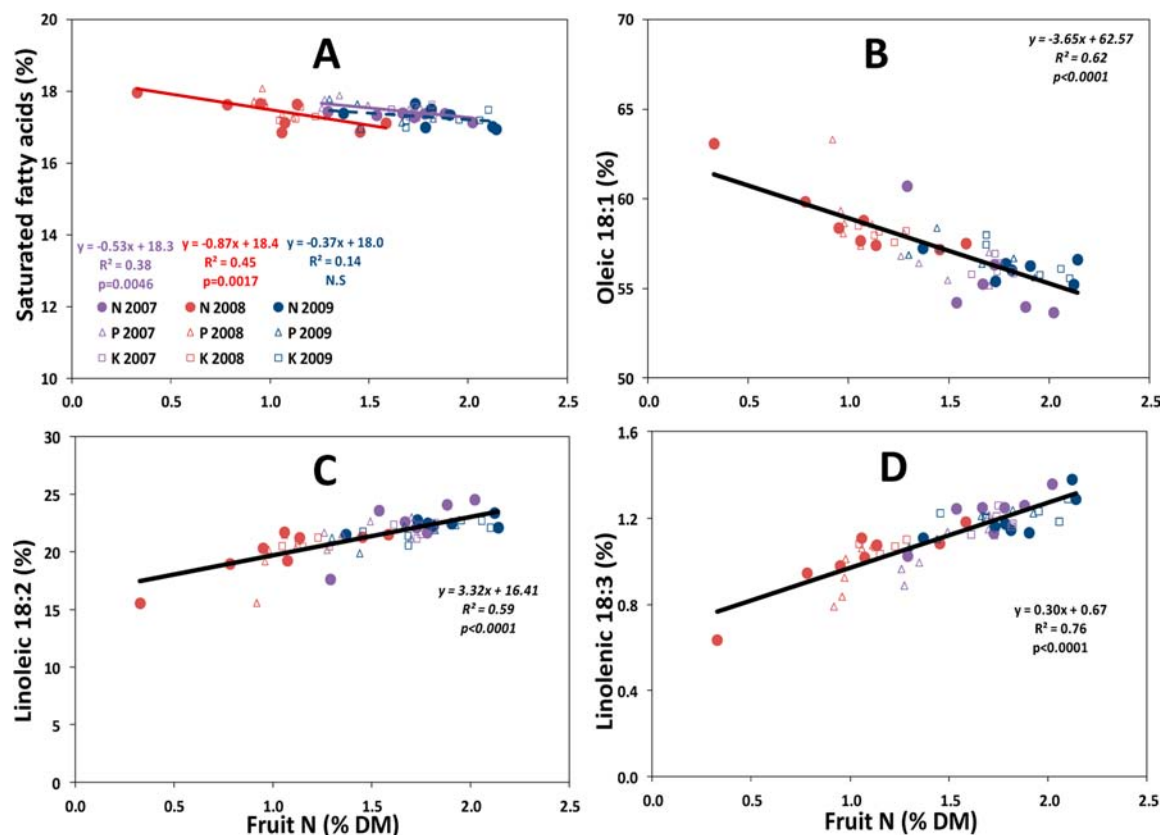 A
Saturated fatty acids (%)
20
18
16
14
12
10
y = -0.53x + 18.3
R² = 0.38
p=0.0046
y = -0.87x + 18.4
R² = 0.45
p=0.0017
y = -0.37x + 18.0
R² = 0.14
N.S
N 2007 N 2008 N 2009
P 2007 P 2008 P 2009
K 2007 K 2008 K 2009
0.0 0.5 1.0 1.5 2.0 2.5
B
Oleic 18:1 (%)
70
65
60
55
50
y = -3.65x + 62.57
R² = 0.62
p<0.0001
0.0 0.5 1.0 1.5 2.0 2.5
C
Linoleic 18:2 (%)
30
25
20
15
10
5
0
y = 3.32x + 16.41
R² = 0.59
p<0.0001
0.0 0.5 1.0 1.5 2.0 2.5
Fruit N (% DM)
D
Linolenic 18:3 (%)
1.6
1.2
0.8
0.4
0.0
y = 0.30x + 0.67
R² = 0.76
p<0.0001
0.0 0.5 1.0 1.5 2.0 2.5
Fruit N (% DM)